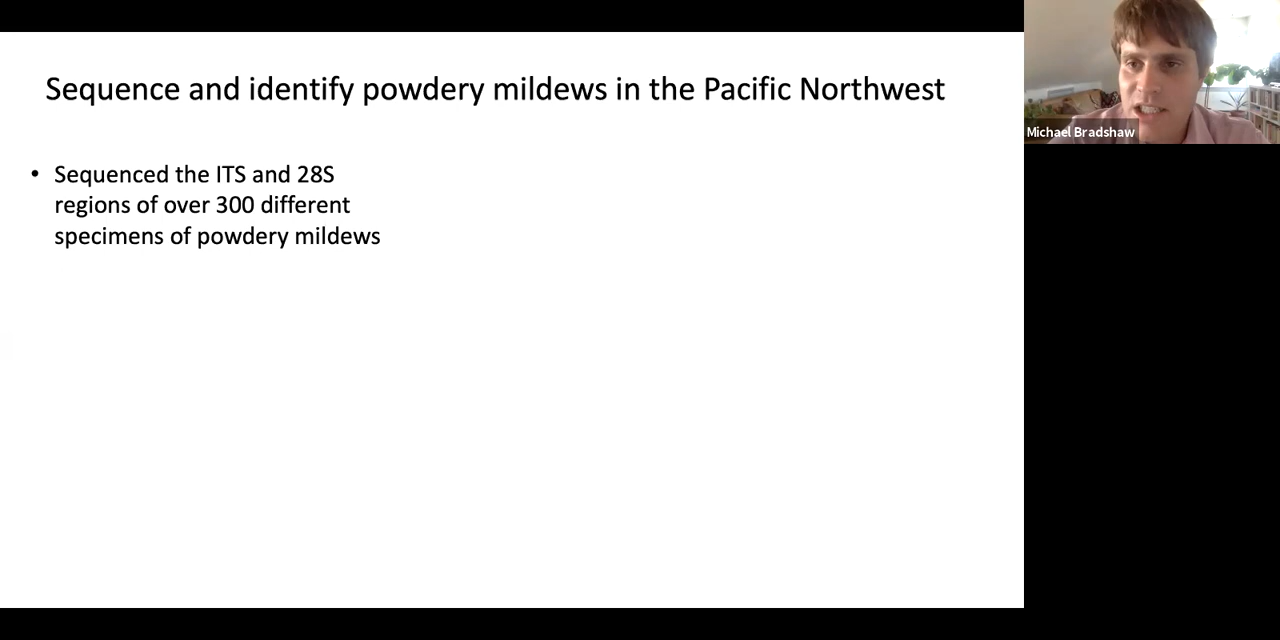 Sequence and identify powdery mildews in the Pacific Northwest
• Sequenced the ITS and 28S
regions of over 300 different
specimens of powdery mildews
Michael Bradshaw